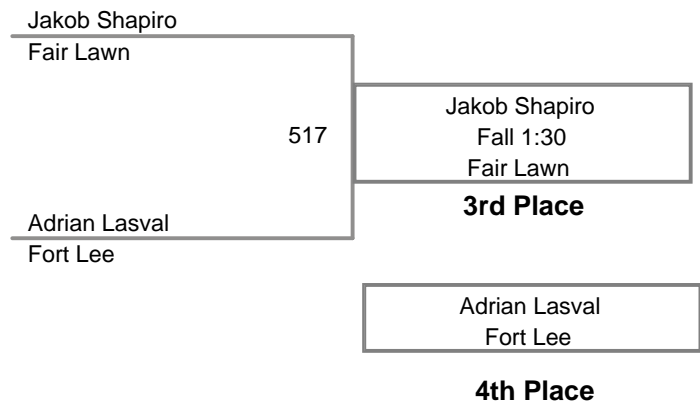 Jakob Shapiro
Fair Lawn
517
Jakob Shapiro
Fall 1:30
Fair Lawn
3rd Place
Adrian Lasval
Fort Lee
Adrian Lasval
Fort Lee
4th Place